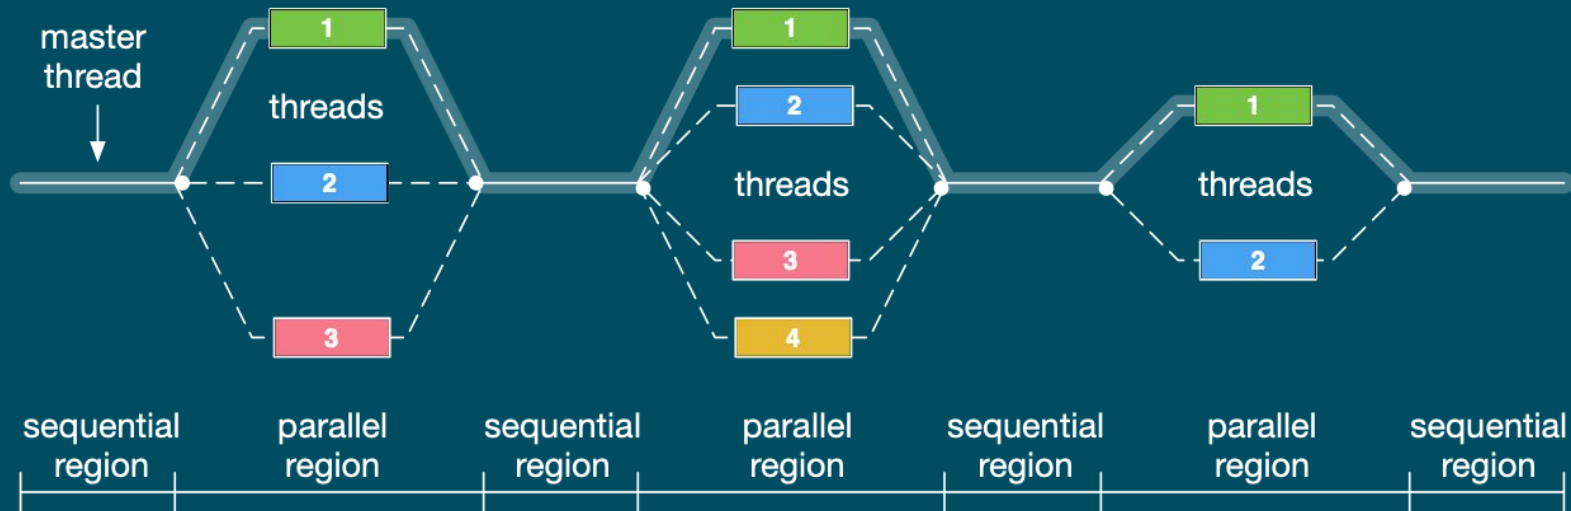 master
thread
1
threads
2
3
1
2
threads
3
4
1
threads
2
sequential
region
parallel
region
sequential
region
parallel
region
sequential
region
parallel
region
sequential
region